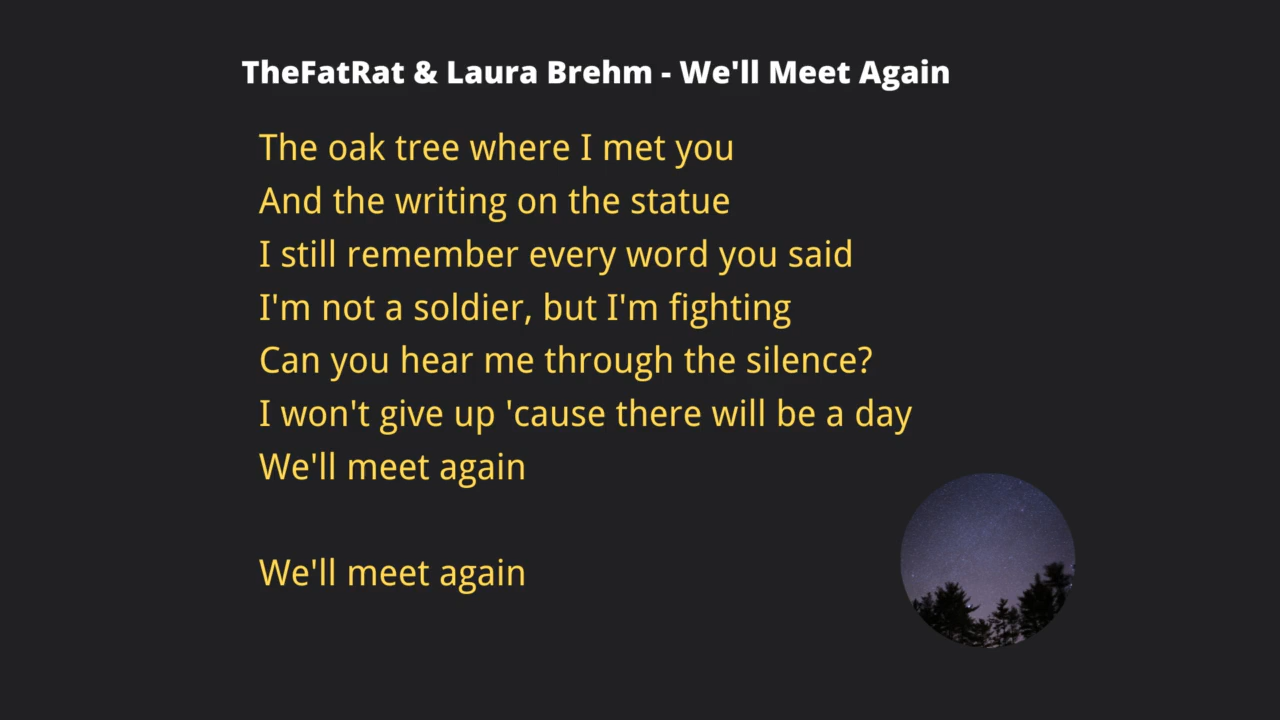 TheFatRat & Laura Brehm - We'll Meet Again
The oak tree where I met you
And the writing on the statue
I still remember every word you said
I'm not a soldier, but I'm fighting
Can you hear me through the silence?
I won't give up 'cause there will be a day
We'll meet again
We'll meet again